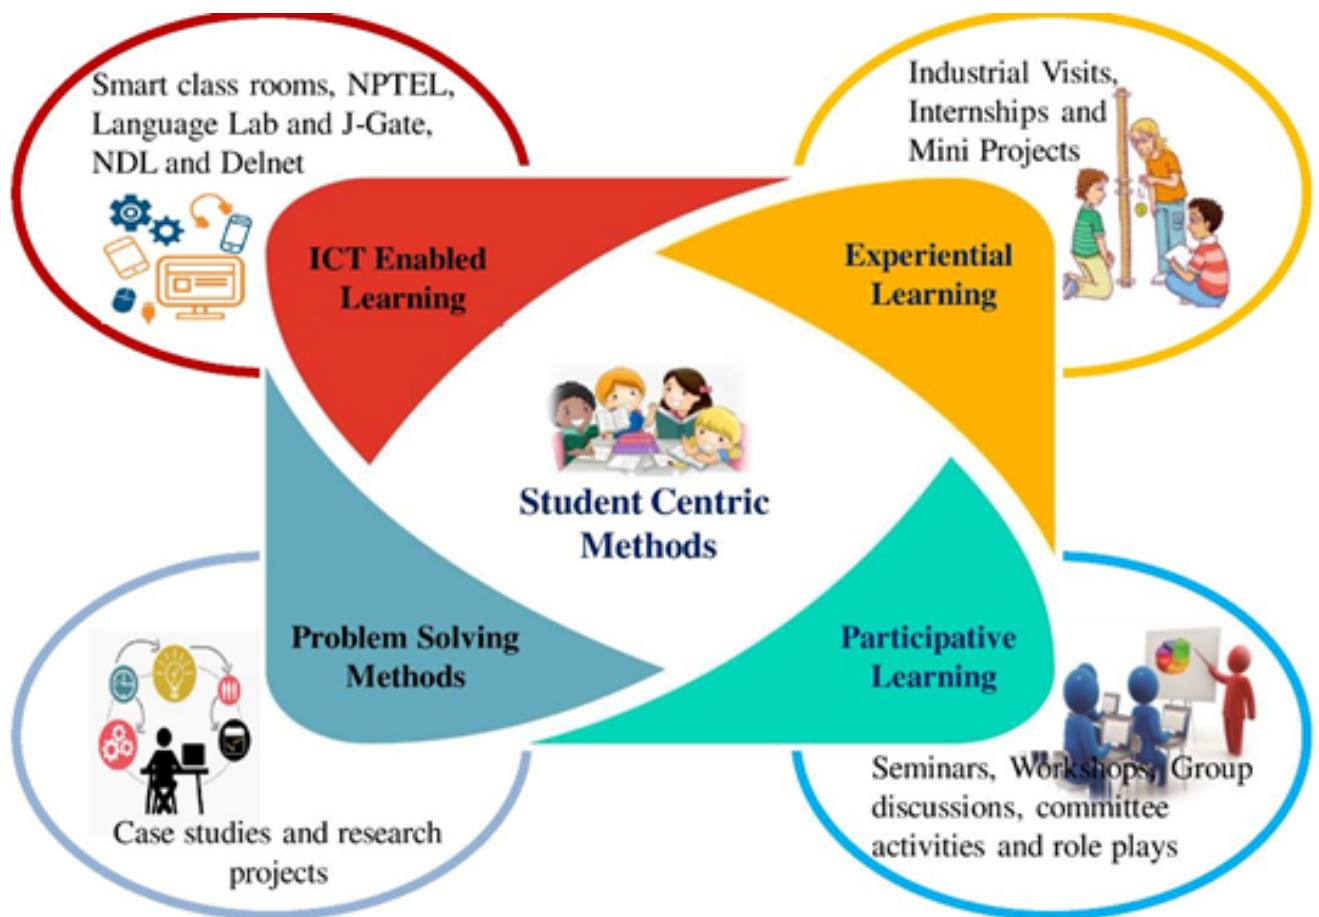 Smart class rooms, NPTEL,
Language Lab and J-Gate,
NDL and Delnet
Industrial Visits,
Internships and
Mini Projects
ICT Enabled
Learning
Experiential
Learning
Student Centric
Methods
Problem Solving
Methods
Participative
Learning
Case studies and research
projects
Seminars, Workshops, Group
discussions, committee
activities and role plays